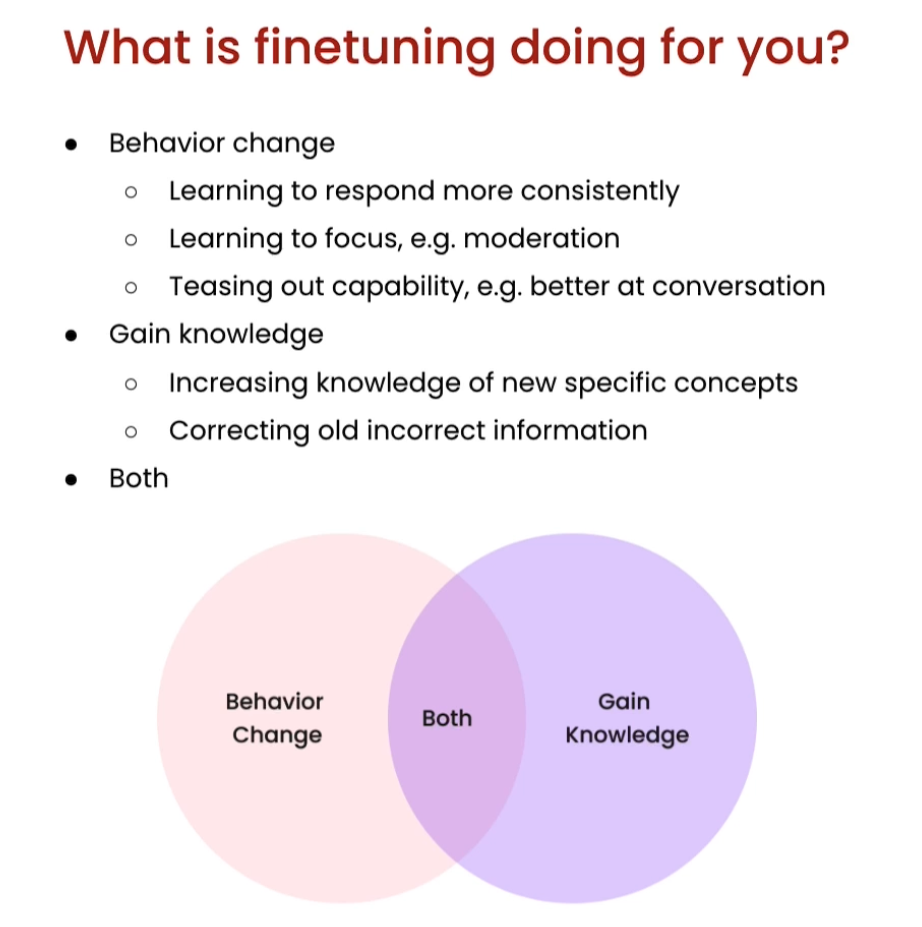 What is finetuning doing for you?
● Behavior change
○ Learning to respond more consistently
○ Learning to focus, e.g. moderation
○ Teasing out capability, e.g. better at conversation
● Gain knowledge
○ Increasing knowledge of new specific concepts
○ Correcting old incorrect information
● Both
Behavior
Change
Both
Gain
Knowledge